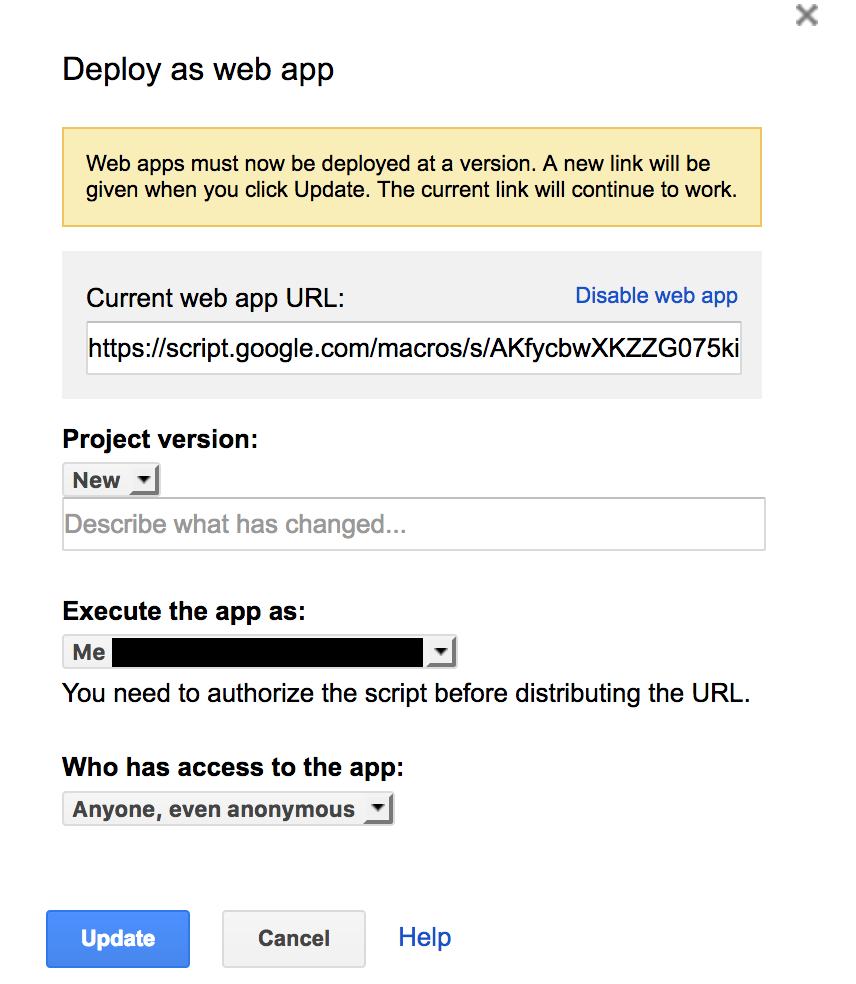 Deploy as web app
Web apps must now be deployed at a version. A new link will be
given when you click Update. The current link will continue to work.
Current web app URL:
Disable web app
https://script.google.com/macros/s/AKfycbwXKZZG075ki
Project version:
New
Describe what has changed...
Execute the app as:
Me
You need to authorize the script before distributing the URL.
Who has access to the app:
Anyone, even anonymous
Update
Cancel
Help